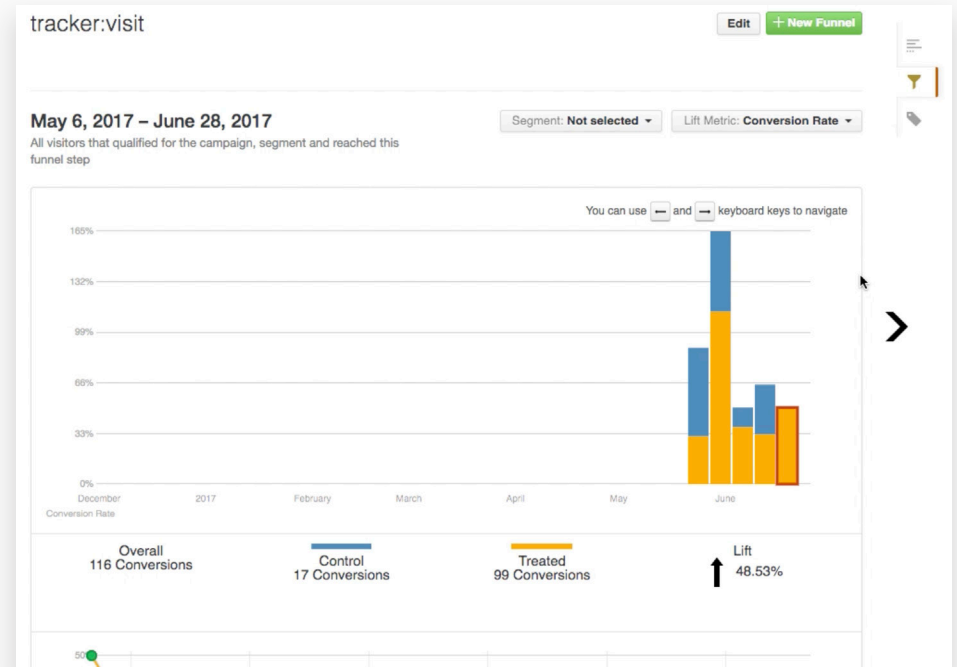 tracker:visit
Edit
+ New Funnel
May 6, 2017 – June 28, 2017
Segment: Not selected
Lift Metric: Conversion Rate
All visitors that qualified for the campaign, segment and reached this
funnel step
You can use ← and → keyboard keys to navigate
165%
132%
99%
66%
33%
0%
December 2017 February March April May June
Conversion Rate
Overall
116 Conversions
Control
17 Conversions
Treated
99 Conversions
Lift
48.53%